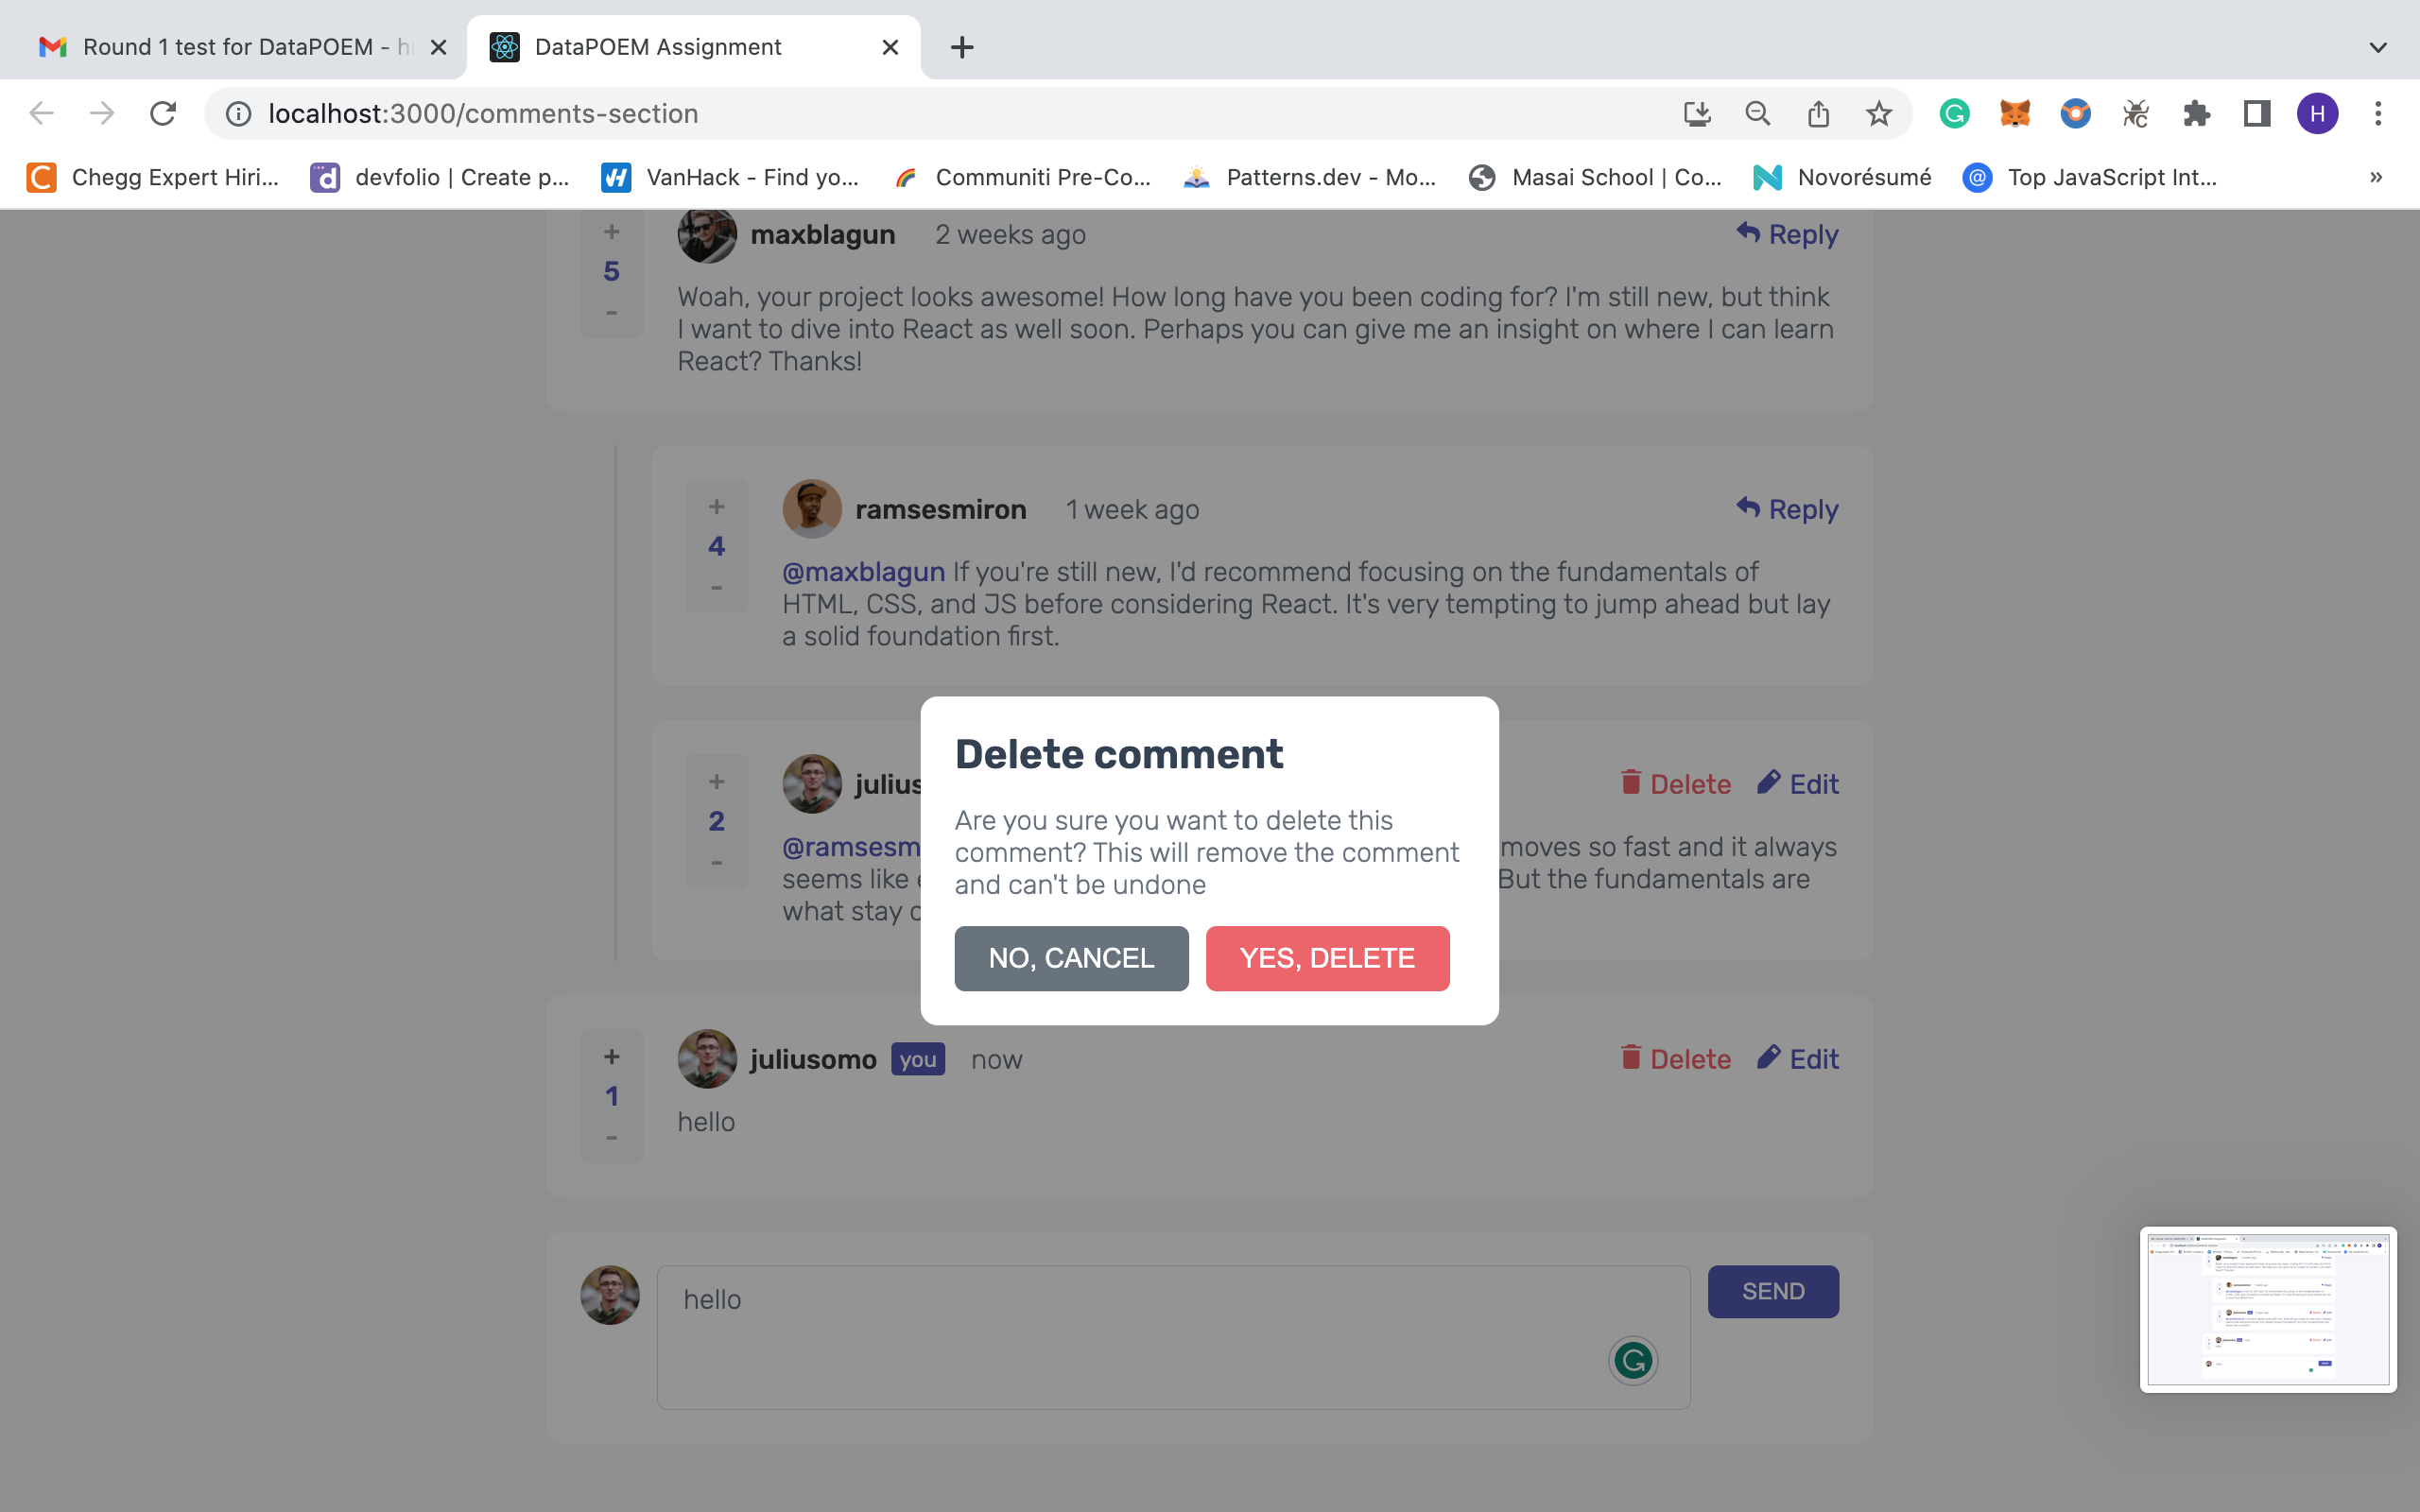 Round 1 test for DataPOEM - h
DataPOEM Assignment
localhost:3000/comments-section
H
Chegg Expert Hiri...
devfolio | Create p...
VanHack - Find yo...
Communiti Pre-Co...
Patterns.dev - Mo...
Masai School | Co...
Novorésumé
Top JavaScript Int...
»
+
5
-
maxblagun 2 weeks ago
Reply
Woah, your project looks awesome! How long have you been coding for? I'm still new, but think
I want to dive into React as well soon. Perhaps you can give me an insight on where I can learn
React? Thanks!
+
4
-
ramsesmiron 1 week ago
Reply
@maxblagun If you're still new, I'd recommend focusing on the fundamentals of
HTML, CSS, and JS before considering React. It's very tempting to jump ahead but lay
a solid foundation first.
+
2
-
julius
Delete
Edit
@ramsesm moves so fast and it always
seems like But the fundamentals are
what stay
Delete comment
Are you sure you want to delete this
comment? This will remove the comment
and can't be undone
NO, CANCEL
YES, DELETE
+
1
-
juliusomo you now
Delete
Edit
hello
hello
SEND